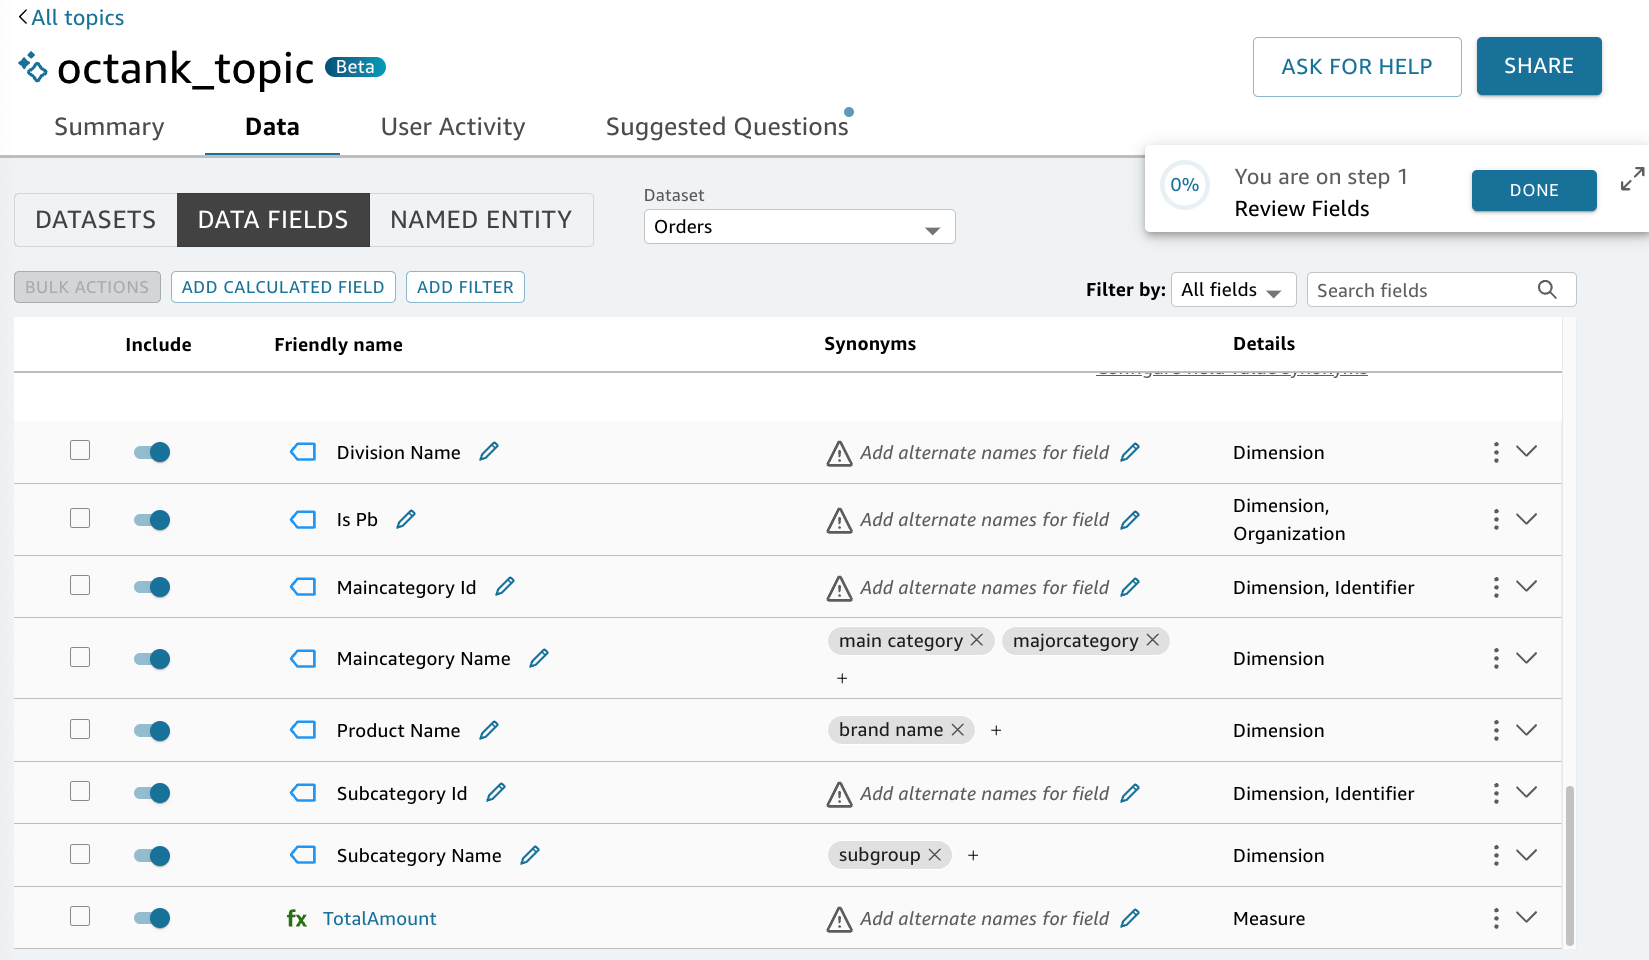 All topics
octank_topic Beta
ASK FOR HELP SHARE
Summary Data User Activity Suggested Questions
0% You are on step 1 DONE
Review Fields
DATASETS DATA FIELDS NAMED ENTITY
Dataset
Orders
BULK ACTIONS ADD CALCULATED FIELD ADD FILTER
Filter by: All fields Search fields
Include Friendly name Synonyms Details
Division Name Add alternate names for field Dimension
Is Pb Add alternate names for field Dimension,
Organization
Maincategory Id Add alternate names for field Dimension, Identifier
main category majorcategory
Maincategory Name Dimension
+
Product Name brand name + Dimension
Subcategory Id Add alternate names for field Dimension, Identifier
Subcategory Name subgroup + Dimension
fx TotalAmount Add alternate names for field Measure